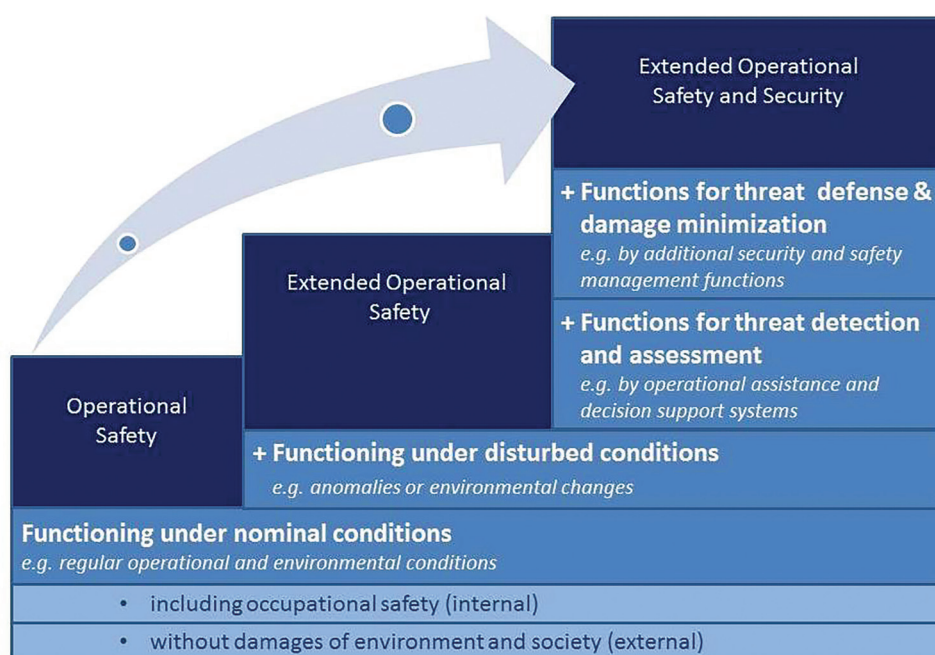 Extended Operational
Safety and Security
+ Functions for threat defense &
damage minimization
e.g. by additional security and safety
management functions
Extended Operational
Safety
+ Functions for threat detection
and assessment
e.g. by operational assistance and
decision support systems
Operational
Safety
+ Functioning under disturbed conditions
e.g. anomalies or environmental changes
Functioning under nominal conditions
e.g. regular operational and environmental conditions
• including occupational safety (internal)
• without damages of environment and society (external)